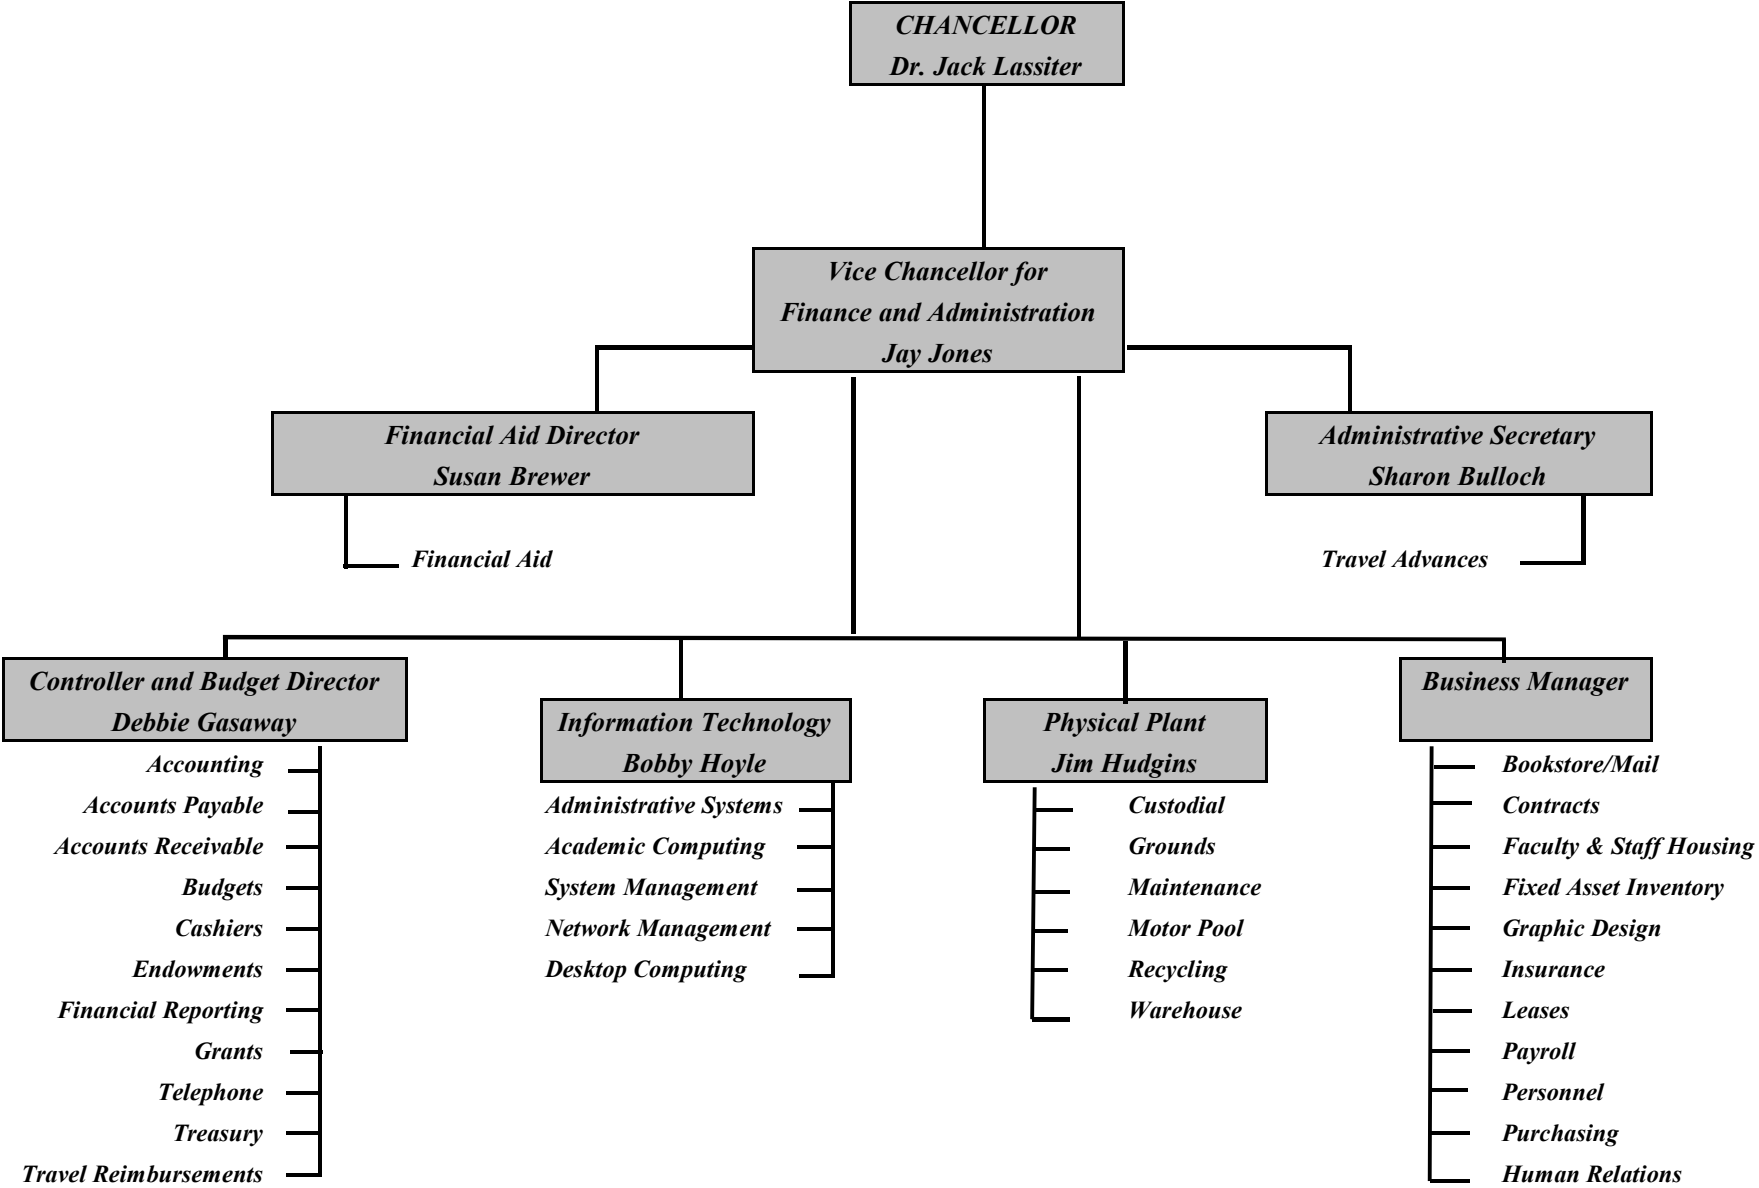 CHANCELLOR
Dr. Jack Lassiter
Vice Chancellor for
Finance and Administration
Jay Jones
Financial Aid Director
Susan Brewer
Financial Aid
Administrative Secretary
Sharon Bulloch
Travel Advances
Controller and Budget Director
Debbie Gasaway
Accounting
Accounts Payable
Accounts Receivable
Budgets
Cashiers
Endowments
Financial Reporting
Grants
Telephone
Treasury
Travel Reimbursements
Information Technology
Bobby Hoyle
Administrative Systems
Academic Computing
System Management
Network Management
Desktop Computing
Physical Plant
Jim Hudgins
Custodial
Grounds
Maintenance
Motor Pool
Recycling
Warehouse
Business Manager
Bookstore/Mail
Contracts
Faculty & Staff Housing
Fixed Asset Inventory
Graphic Design
Insurance
Leases
Payroll
Personnel
Purchasing
Human Relations